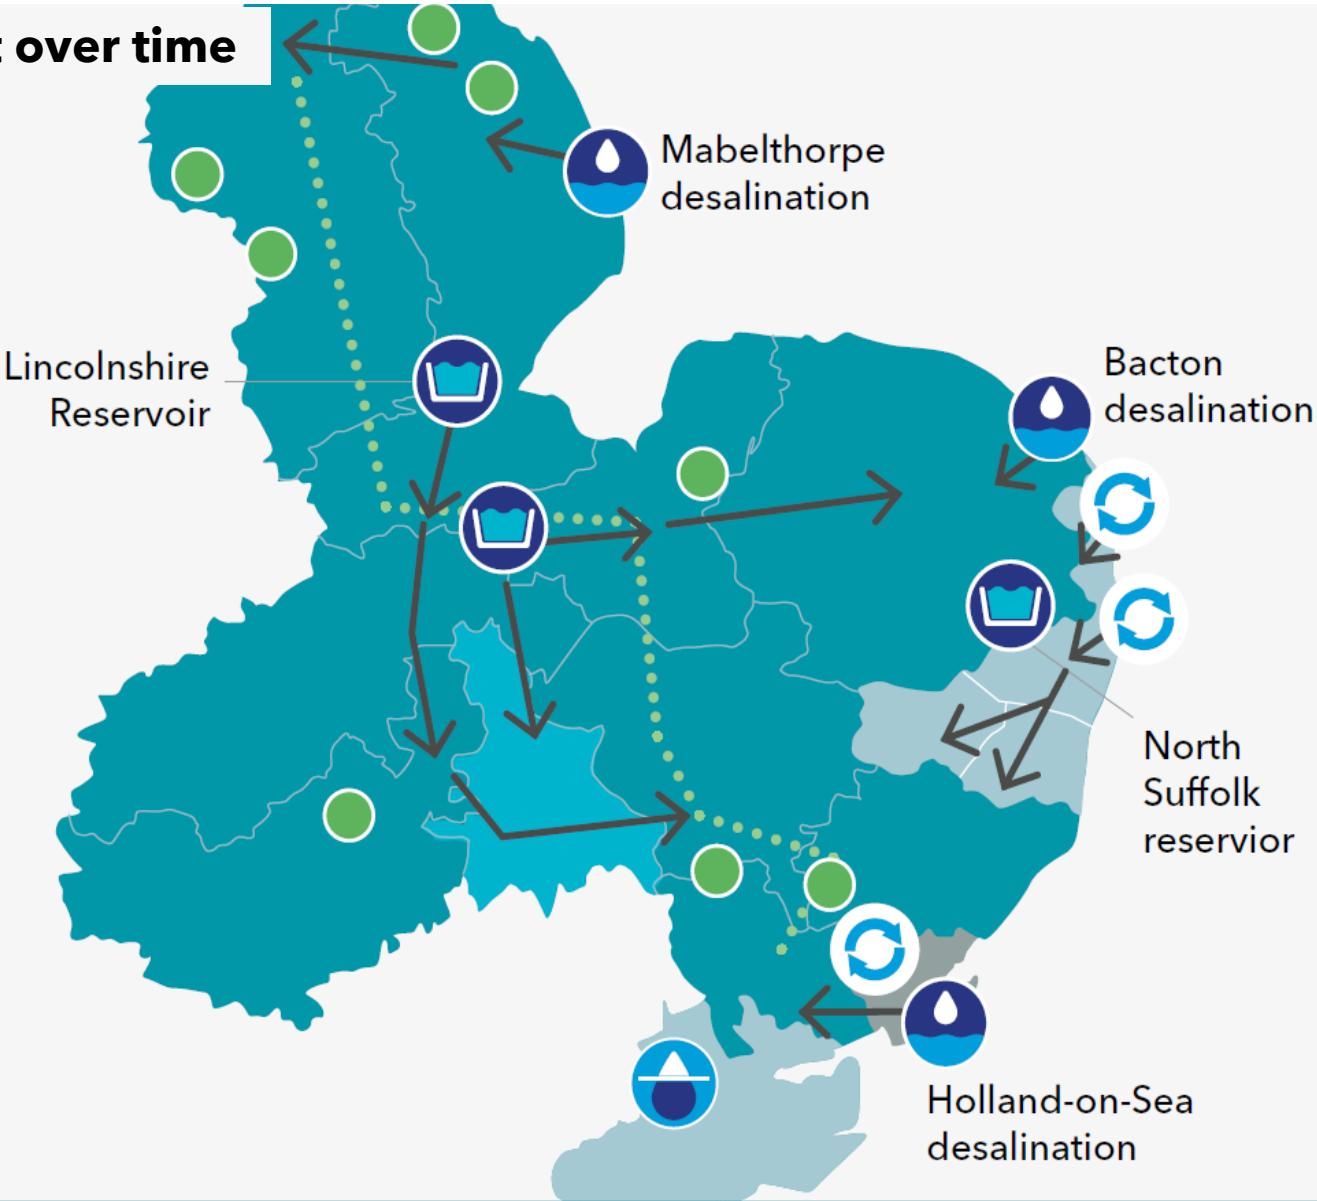 over time
Mabelthorpe
desalination
Lincolnshire
Reservoir
Bacton
desalination
North
Suffolk
reservior
Holland-on-Sea
desalination